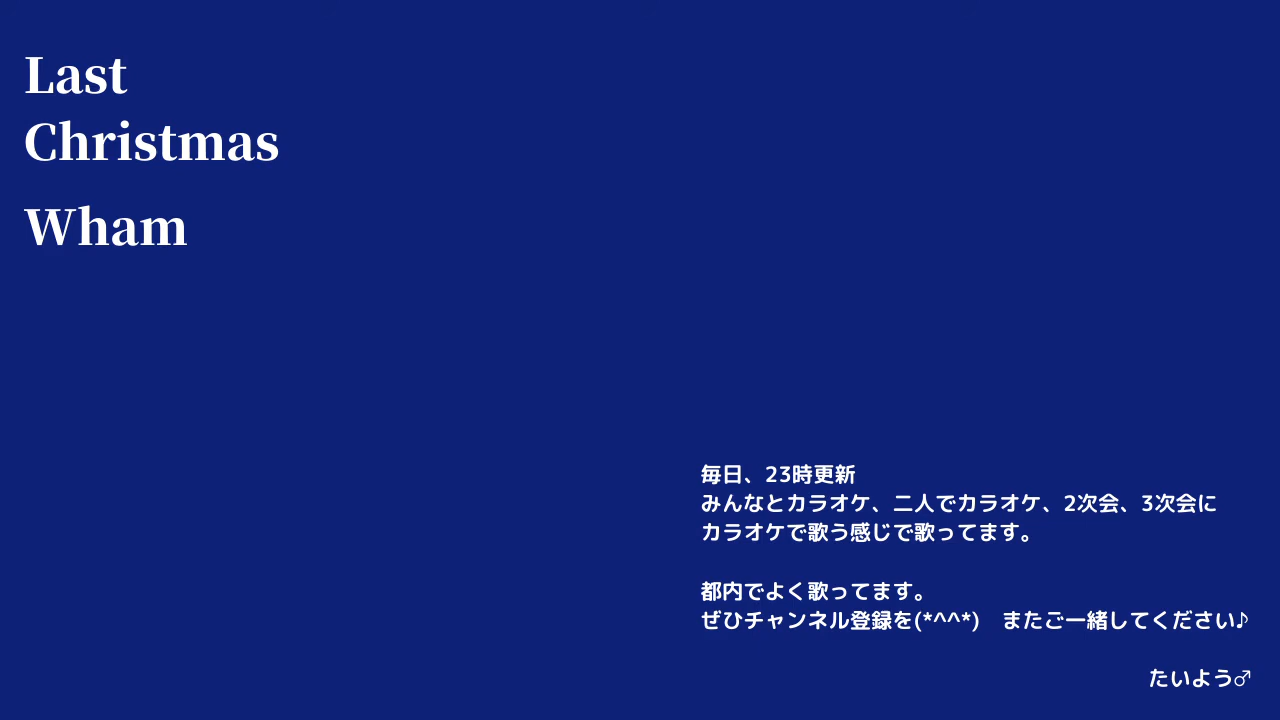 Last
Christmas
Wham
毎日、23時更新
みんなとカラオケ、二人でカラオケ、2次会、3次会に
カラオケで歌う感じで歌ってます。
都内でよく歌ってます。
ぜひチャンネル登録を(*^^*)　またご一緒してください♪
たいよう♂